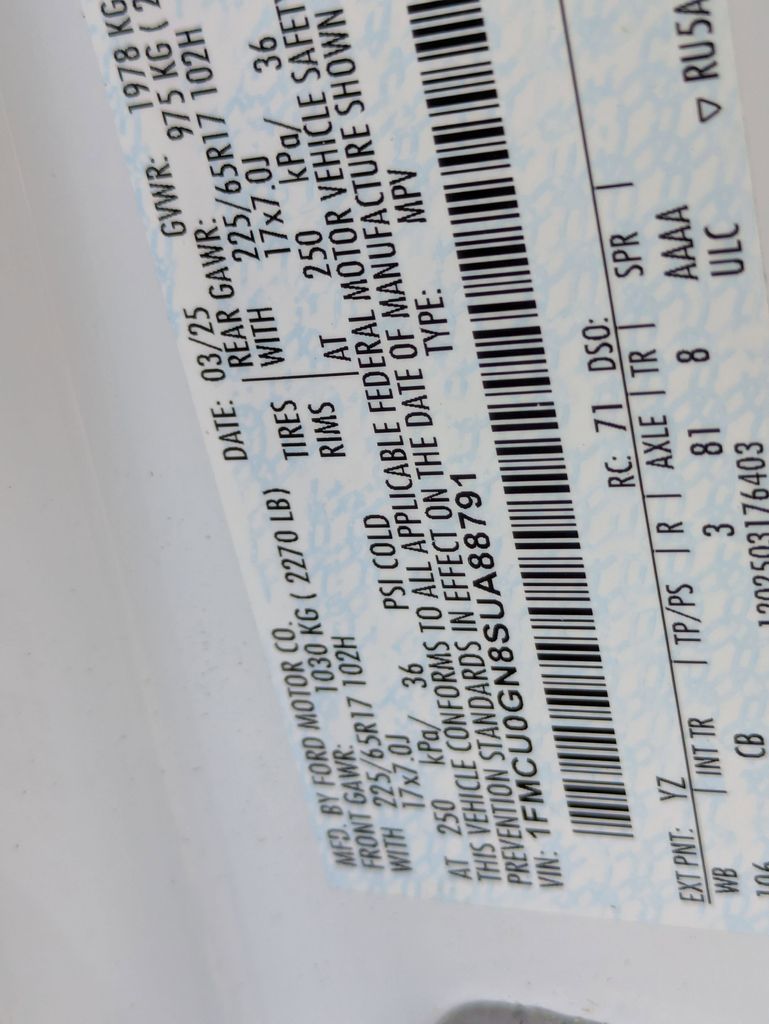 MFD. BY FORD MOTOR CO.
DATE: 03/25
GVWR: 1978 KG
FRONT GAWR: 1030 KG ( 2270 LB)
REAR GAWR: 975 KG ( 2
WITH 225/65R17 102H TIRES
WITH 225/65R17 102H
17x7.0J RIMS
17x7.0J
AT 250 kPa/ 36 PSI COLD
AT 250 kPa/ 36
THIS VEHICLE CONFORMS TO ALL APPLICABLE FEDERAL MOTOR VEHICLE SAFETY
PREVENTION STANDARDS IN EFFECT ON THE DATE OF MANUFACTURE SHOWN
VIN: 1FMCU0GN8SUA88791
TYPE: MPV
EXT PNT: YZ RC: 71 DSO:
WB INT TR TP/PS R AXLE TR SPR
106 CB 3 81 8 AAAA
ULC
1202503176403
▽ RU5A